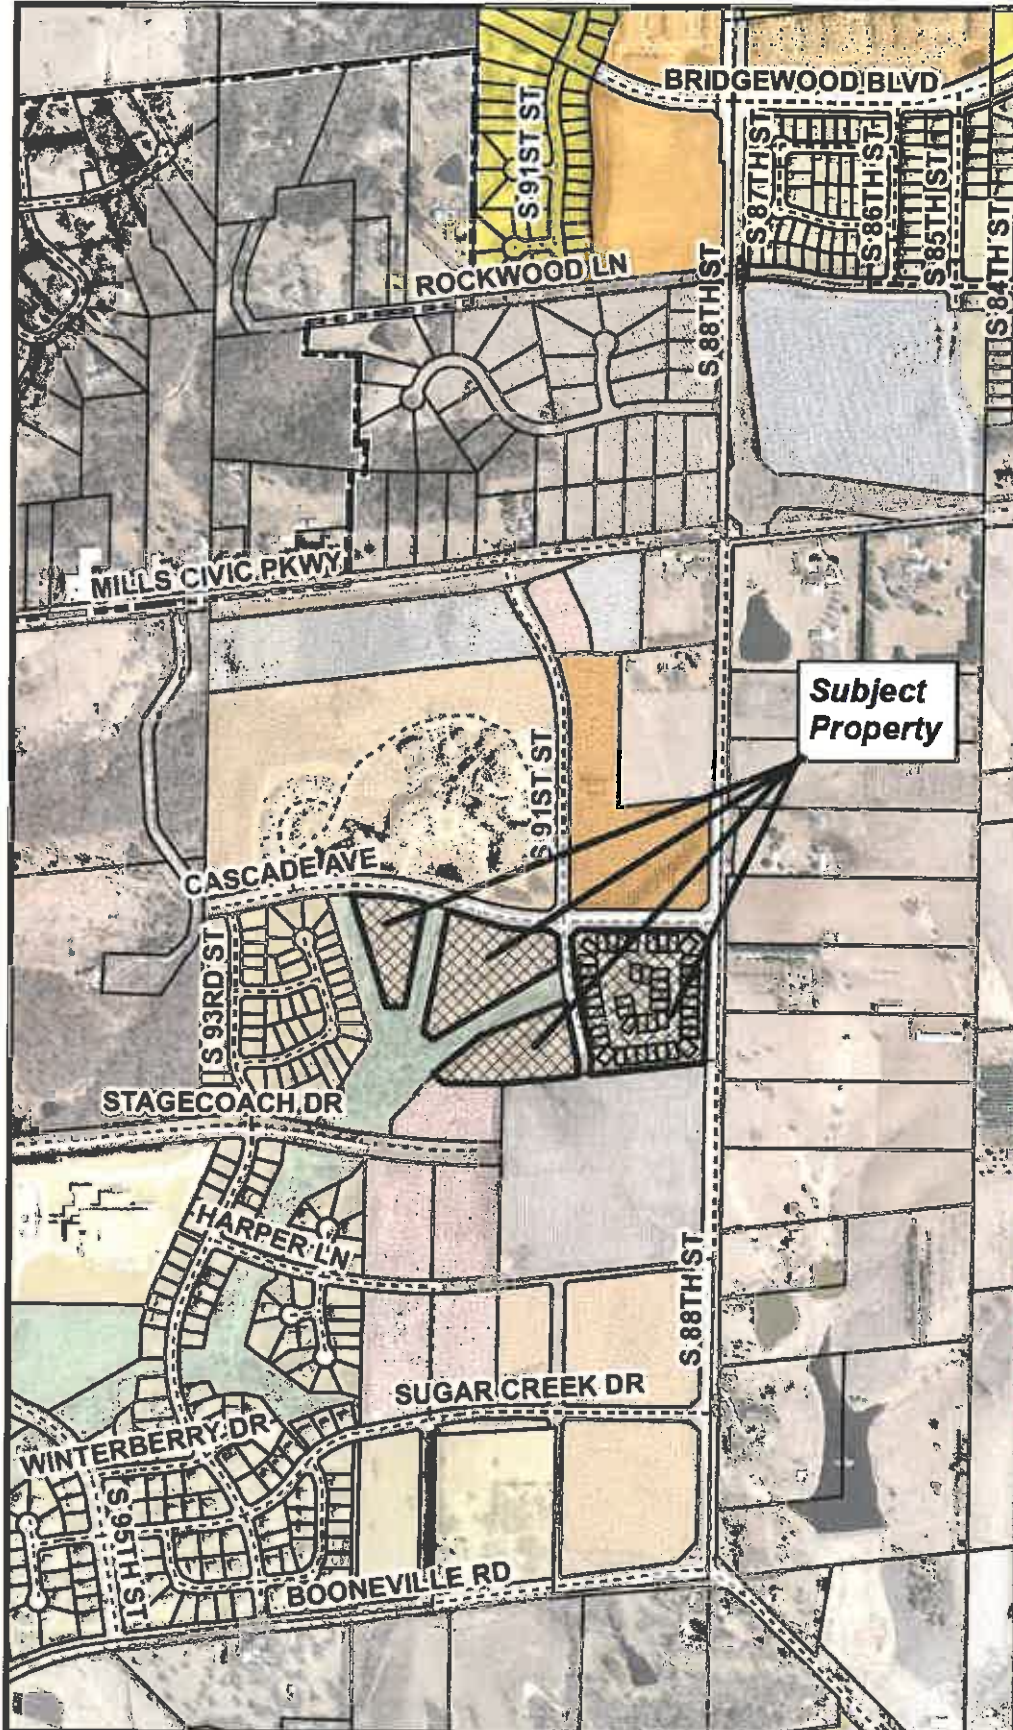 BRIDGEWOOD BLVD
S 91ST ST
S 87TH ST
S 86TH ST
S 85TH ST
S 84TH ST
ROCKWOOD LN
S 88TH ST
MILLS CIVIC PKWY
Subject
Property
S 91ST ST
CASCADE AVE
S 93RD ST
STAGECOACH DR
HARPER LN
S 88TH ST
SUGAR CREEK DR
WINTERBERRY DR
S 95TH ST
BOONEVILLE RD